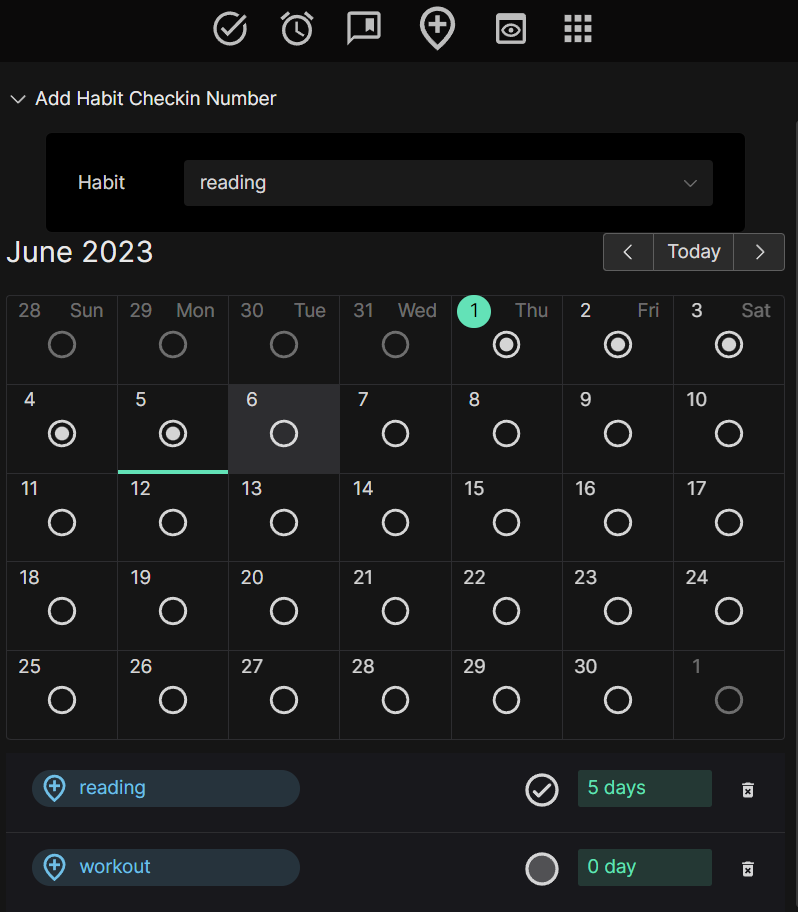 Add Habit Checkin Number
Habit reading
June 2023 Today
28 Sun 29 Mon 30 Tue 31 Wed 1 Thu 2 Fri 3 Sat
4 5 6 7 8 9 10
11 12 13 14 15 16 17
18 19 20 21 22 23 24
25 26 27 28 29 30 1
reading 5 days
workout 0 day